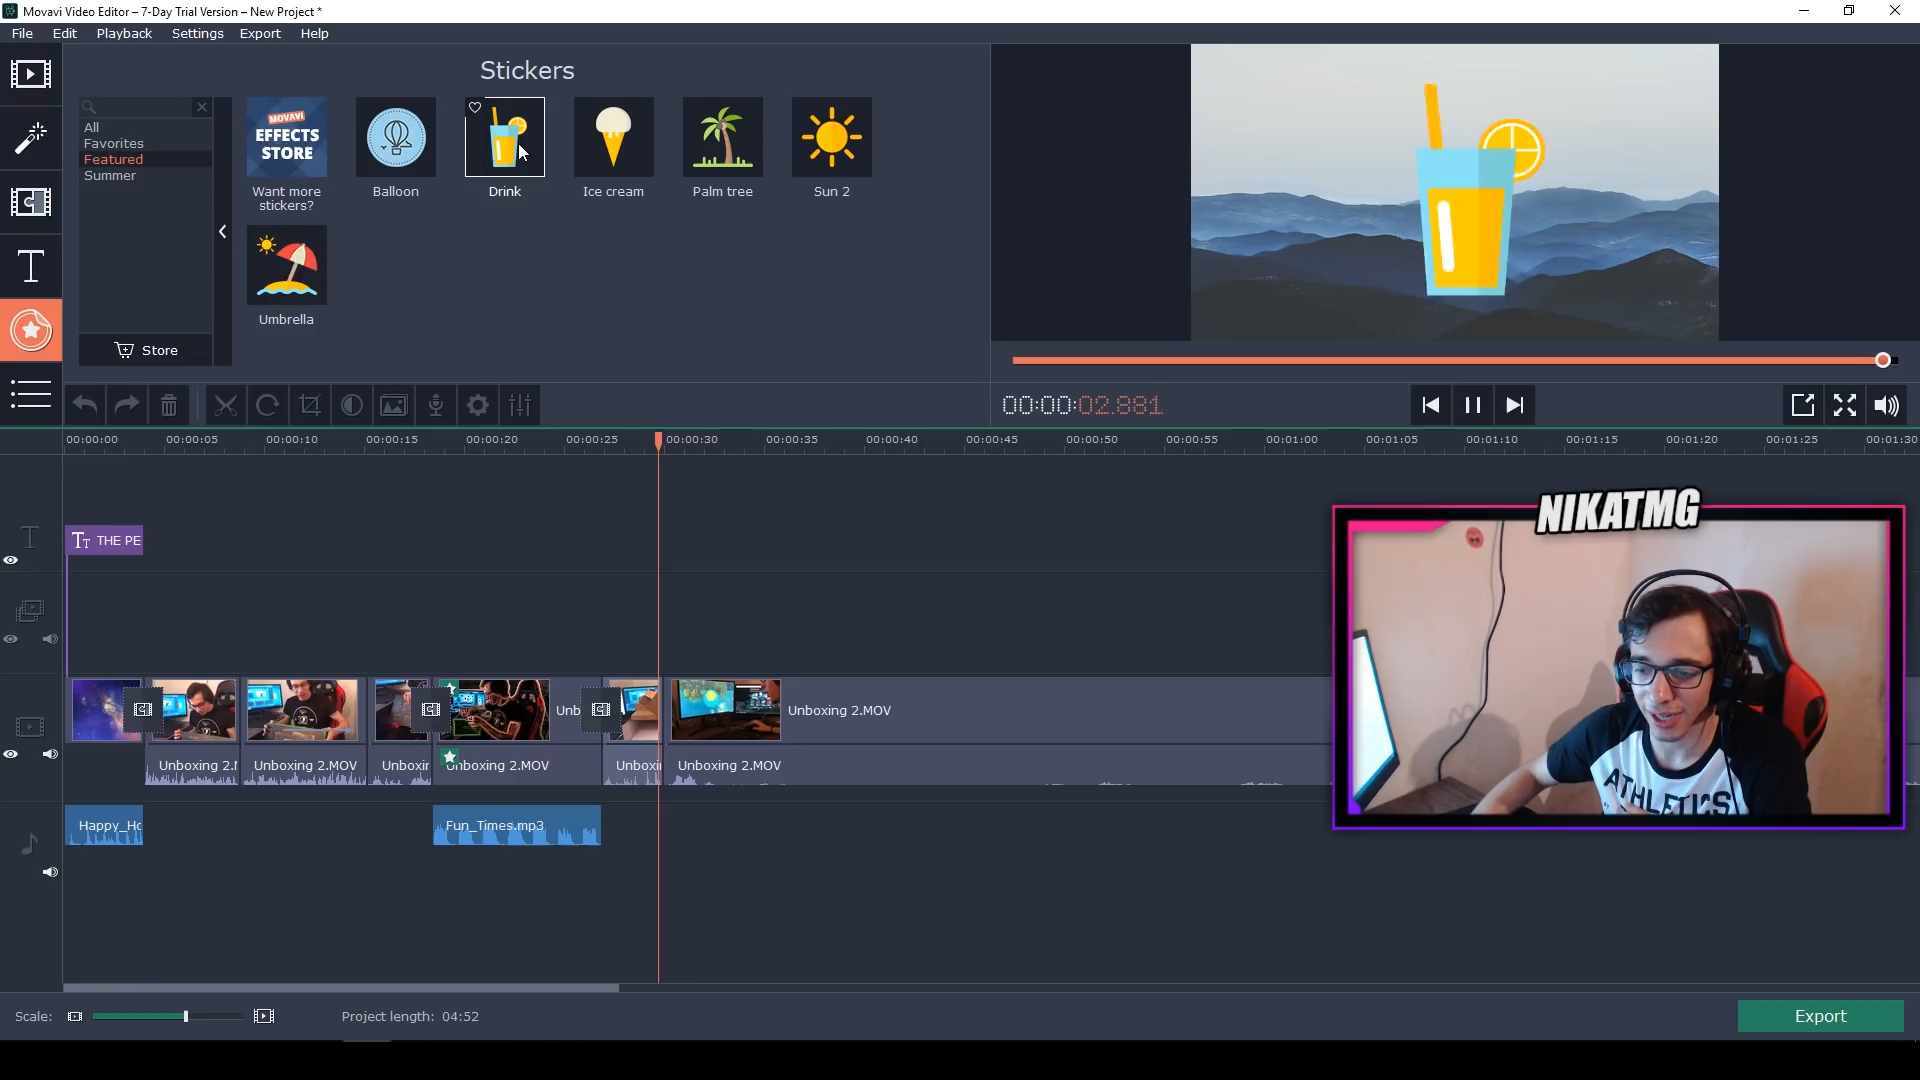 Movavi Video Editor – 7-Day Trial Version – New Project *
File Edit Playback Settings Export Help
Stickers
All
Favorites
Featured
Summer
Store
MOVAVI
EFFECTS
STORE
Want more
stickers?
Balloon
Drink
Ice cream
Palm tree
Sun 2
Umbrella
00:00:02.881
00:00:00 00:00:05 00:00:10 00:00:15 00:00:20 00:00:25 00:00:30 00:00:35 00:00:40 00:00:45 00:00:50 00:00:55 00:01:00 00:01:05 00:01:10 00:01:15 00:01:20 00:01:25 00:01:30
NIKATMG
Tт THE PE
Unb
Unboxing 2.MOV
Unboxing 2.M
Unboxing 2.MOV
Unboxin
Unboxing 2.MOV
Unboxi
Unboxing 2.MOV
ATHLETICS
Happy_Ho
Fun_Times.mp3
Scale:
Project length: 04:52
Export